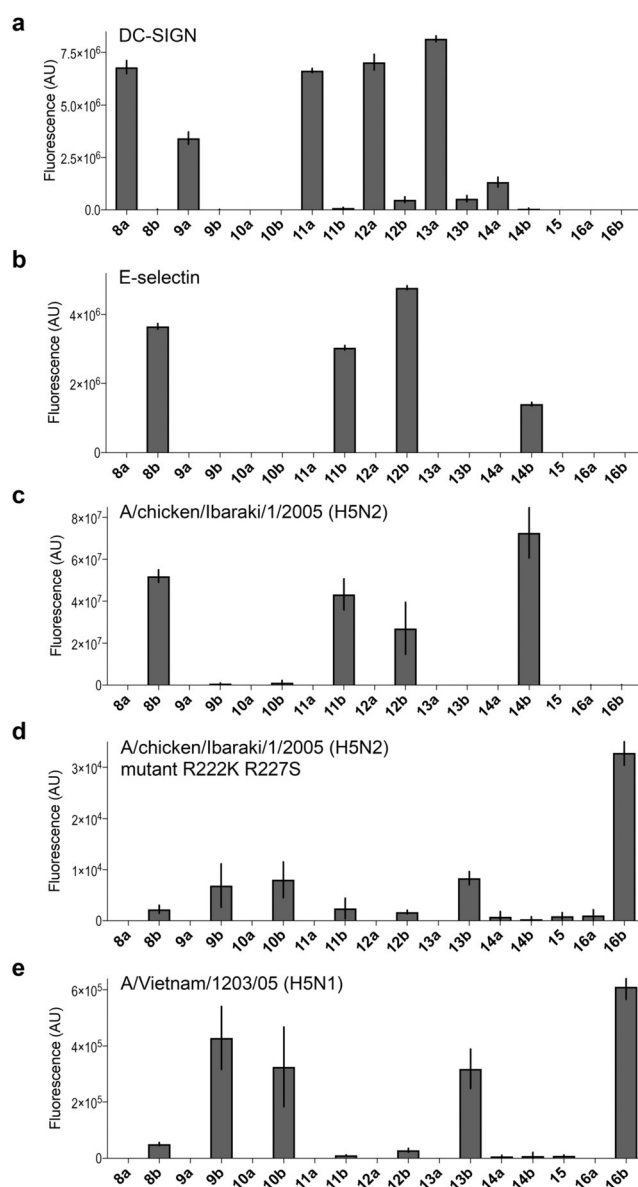 a
DC-SIGN
Fluorescence (AU)
7.5×10⁶
5.0×10⁶
2.5×10⁶
0.0
8a 8b 9a 9b 10a 10b 11a 11b 12a 12b 13a 13b 14a 14b 15 16a 16b
b
E-selectin
Fluorescence (AU)
4×10⁶
2×10⁶
0
8a 8b 9a 9b 10a 10b 11a 11b 12a 12b 13a 13b 14a 14b 15 16a 16b
c
A/chicken/Ibaraki/1/2005 (H5N2)
Fluorescence (AU)
8×10⁷
6×10⁷
4×10⁷
2×10⁷
0
8a 8b 9a 9b 10a 10b 11a 11b 12a 12b 13a 13b 14a 14b 15 16a 16b
d
A/chicken/Ibaraki/1/2005 (H5N2)
mutant R222K R227S
Fluorescence (AU)
3×10⁴
2×10⁴
1×10⁴
0
8a 8b 9a 9b 10a 10b 11a 11b 12a 12b 13a 13b 14a 14b 15 16a 16b
e
A/Vietnam/1203/05 (H5N1)
Fluorescence (AU)
6×10⁵
4×10⁵
2×10⁵
0
8a 8b 9a 9b 10a 10b 11a 11b 12a 12b 13a 13b 14a 14b 15 16a 16b